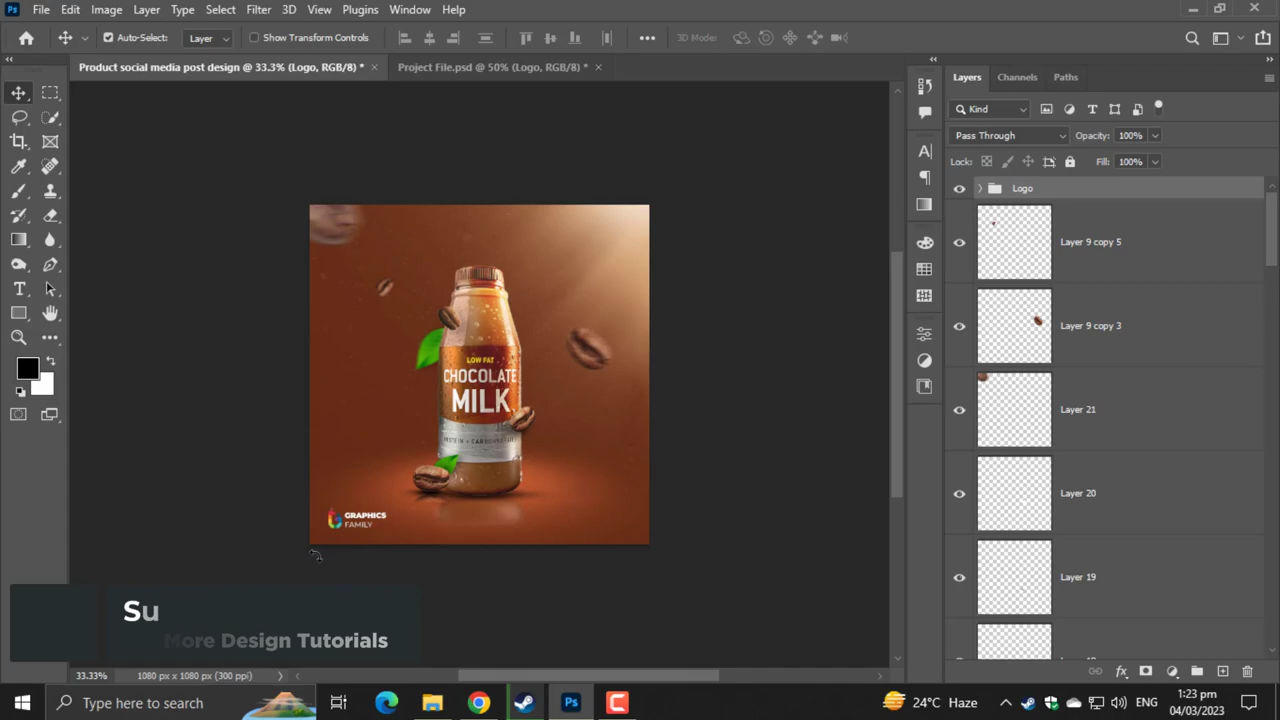 Ps File Edit Image Layer Type Select Filter 3D View Plugins Window Help
Auto-Select: Layer Show Transform Controls 3D Mode:
Product social media post design @ 33.3% (Logo, RGB/8) * Project File.psd @ 50% (Logo, RGB/8) *
Layers Channels Paths
Kind
Pass Through Opacity: 100%
Lock: Fill: 100%
Logo
Layer 9 copy 5
Layer 9 copy 3
Layer 21
Layer 20
Layer 19
LOW FAT
CHOCOLATE
MILK
GRAPHICS
FAMILY
Su
More Design Tutorials
33.33% 1080 px x 1080 px (300 ppi)
Type here to search
Ps
24°C Haze
ENG
1:23 pm
04/03/2023